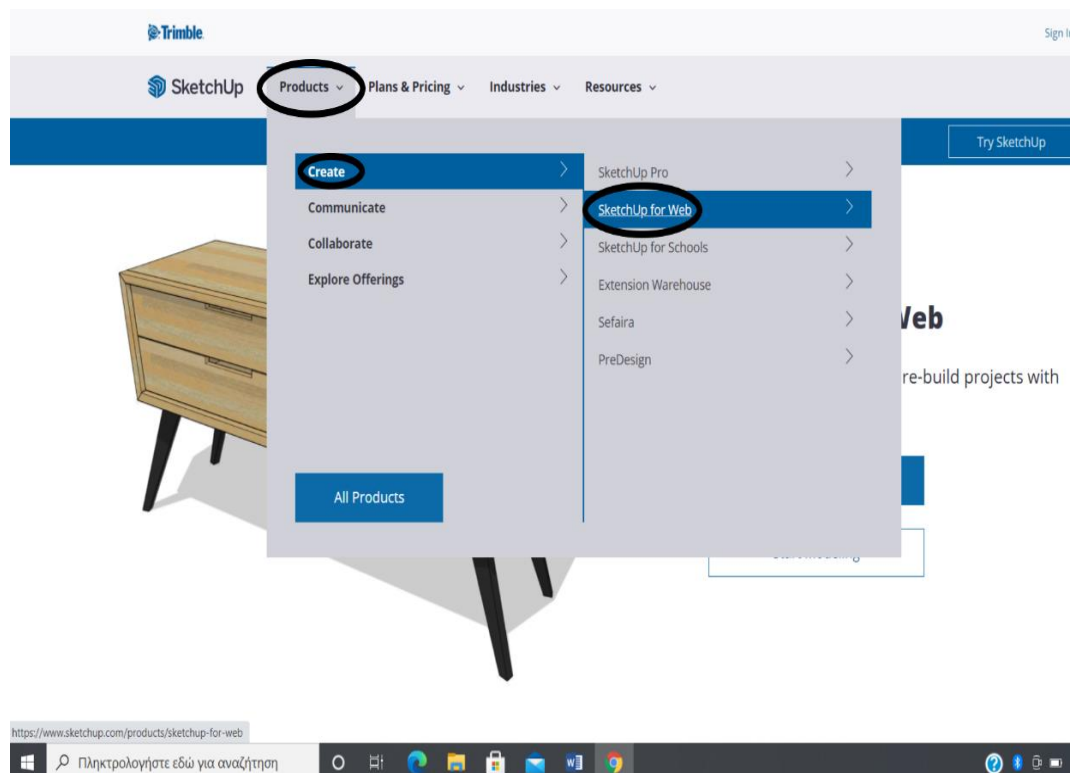 Trimble
Sign In
SketchUp
Products
Plans & Pricing
Industries
Resources
Try SketchUp
Create
Communicate
Collaborate
Explore Offerings
All Products
SketchUp Pro
SketchUp for Web
SketchUp for Schools
Extension Warehouse
Sefaira
PreDesign
re-build projects with
https://www.sketchup.com/products/sketchup-for-web
Πληκτρολογήστε εδώ για αναζήτηση